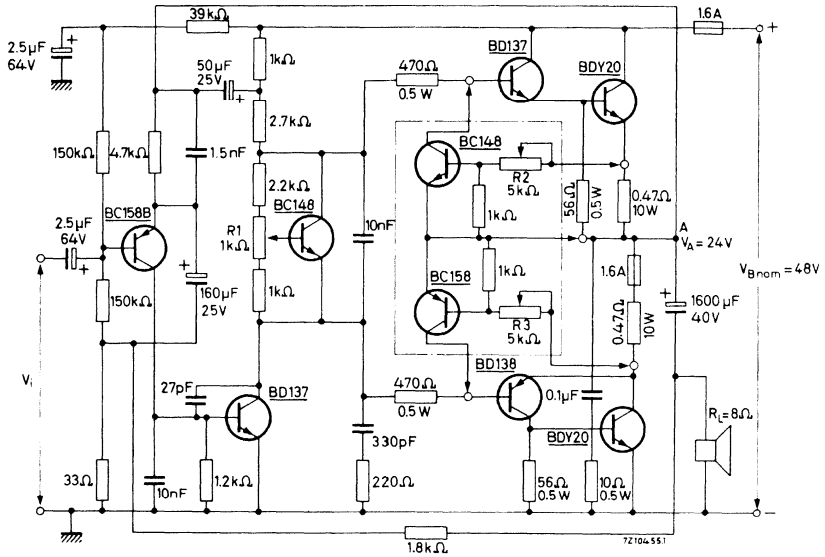 39kΩ
1.6A
+
2.5µF
64V
+
50µF
25V
+
1kΩ
470Ω
0.5 W
BD137
BDY20
2.7kΩ
150kΩ
4.7kΩ
1.5nF
BC148
R2
5kΩ
2.2kΩ
BC148
1kΩ
56Ω
0.5W
0.47Ω
10W
2.5µF
64V
+
BC158B
R1
1kΩ
10nF
A
V_A = 24V
V_B nom = 48V
150kΩ
+
160µF
25V
1kΩ
BC158
1kΩ
R3
5kΩ
1.6A
0.47Ω
10W
+
1600µF
40V
V_i
27pF
BD137
470Ω
0.5W
BD138
0.1µF
BDY20
R_L = 8Ω
330pF
33Ω
10nF
1.2kΩ
220Ω
56Ω
0.5W
10Ω
0.5W
−
1.8kΩ
7Z10455.1